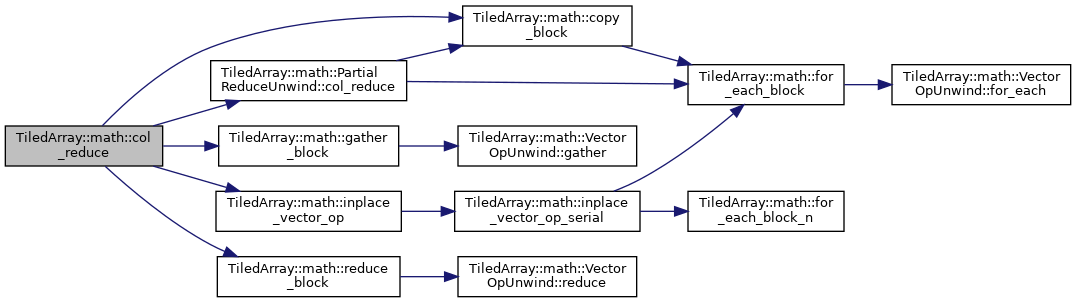 TiledArray::math::col
_reduce
TiledArray::math::copy
_block
TiledArray::math::Partial
ReduceUnwind::col_reduce
TiledArray::math::gather
_block
TiledArray::math::inplace
_vector_op
TiledArray::math::reduce
_block
TiledArray::math::Vector
OpUnwind::gather
TiledArray::math::inplace
_vector_op_serial
TiledArray::math::Vector
OpUnwind::reduce
TiledArray::math::for
_each_block
TiledArray::math::for
_each_block_n
TiledArray::math::Vector
OpUnwind::for_each